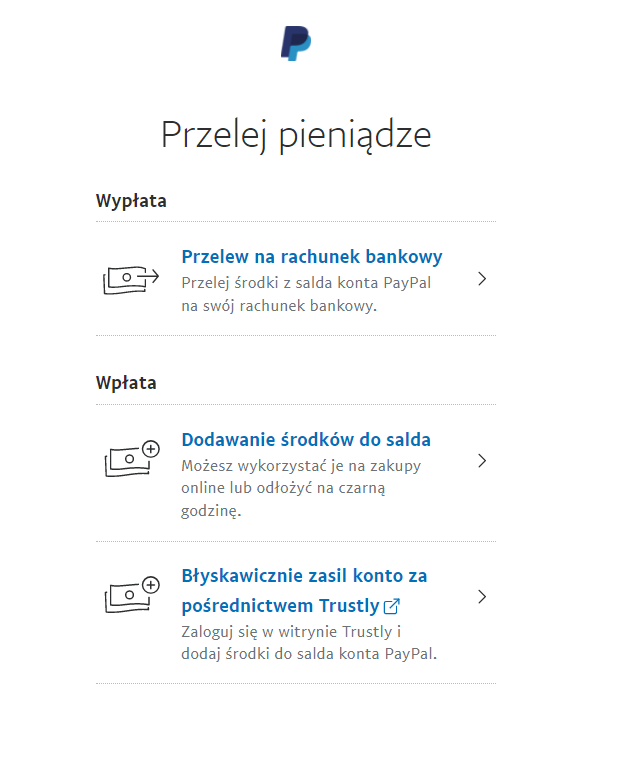 Przelej pieniądze
Wypłata
Przelew na rachunek bankowy
Przelej środki z salda konta PayPal
na swój rachunek bankowy.
Wpłata
Dodawanie środków do salda
Możesz wykorzystać je na zakupy
online lub odłożyć na czarną
godzinę.
Błyskawicznie zasil konto za
pośrednictwem Trustly
Zaloguj się w witrynie Trustly i
dodaj środki do salda konta PayPal.